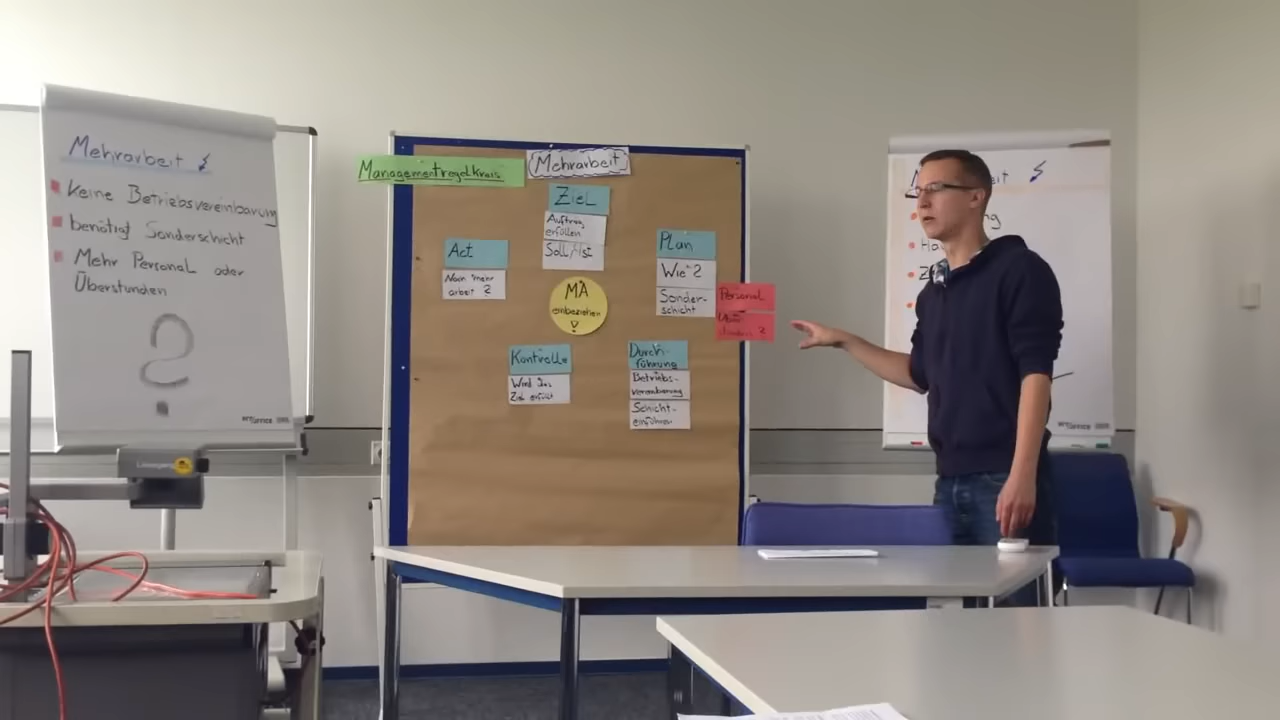 Mehrarbeit
Keine Betriebsvereinbarung
benötigt Sonderschicht
Mehr Personal oder
Überstunden
?
Managementregelkreis
Mehrarbeit
Ziel
Auftrag
erfüllen
Soll/Ist
Act
Noch mehr
arbeit ?
MA
einbeziehen
!
Plan
Wie?
Sonder-
schicht
Personal
Über
stunden ?
Kontrolle
Wird das
Ziel erfüllt
Durch-
führung
Betriebs-
vereinbarung
Schicht-
einführen